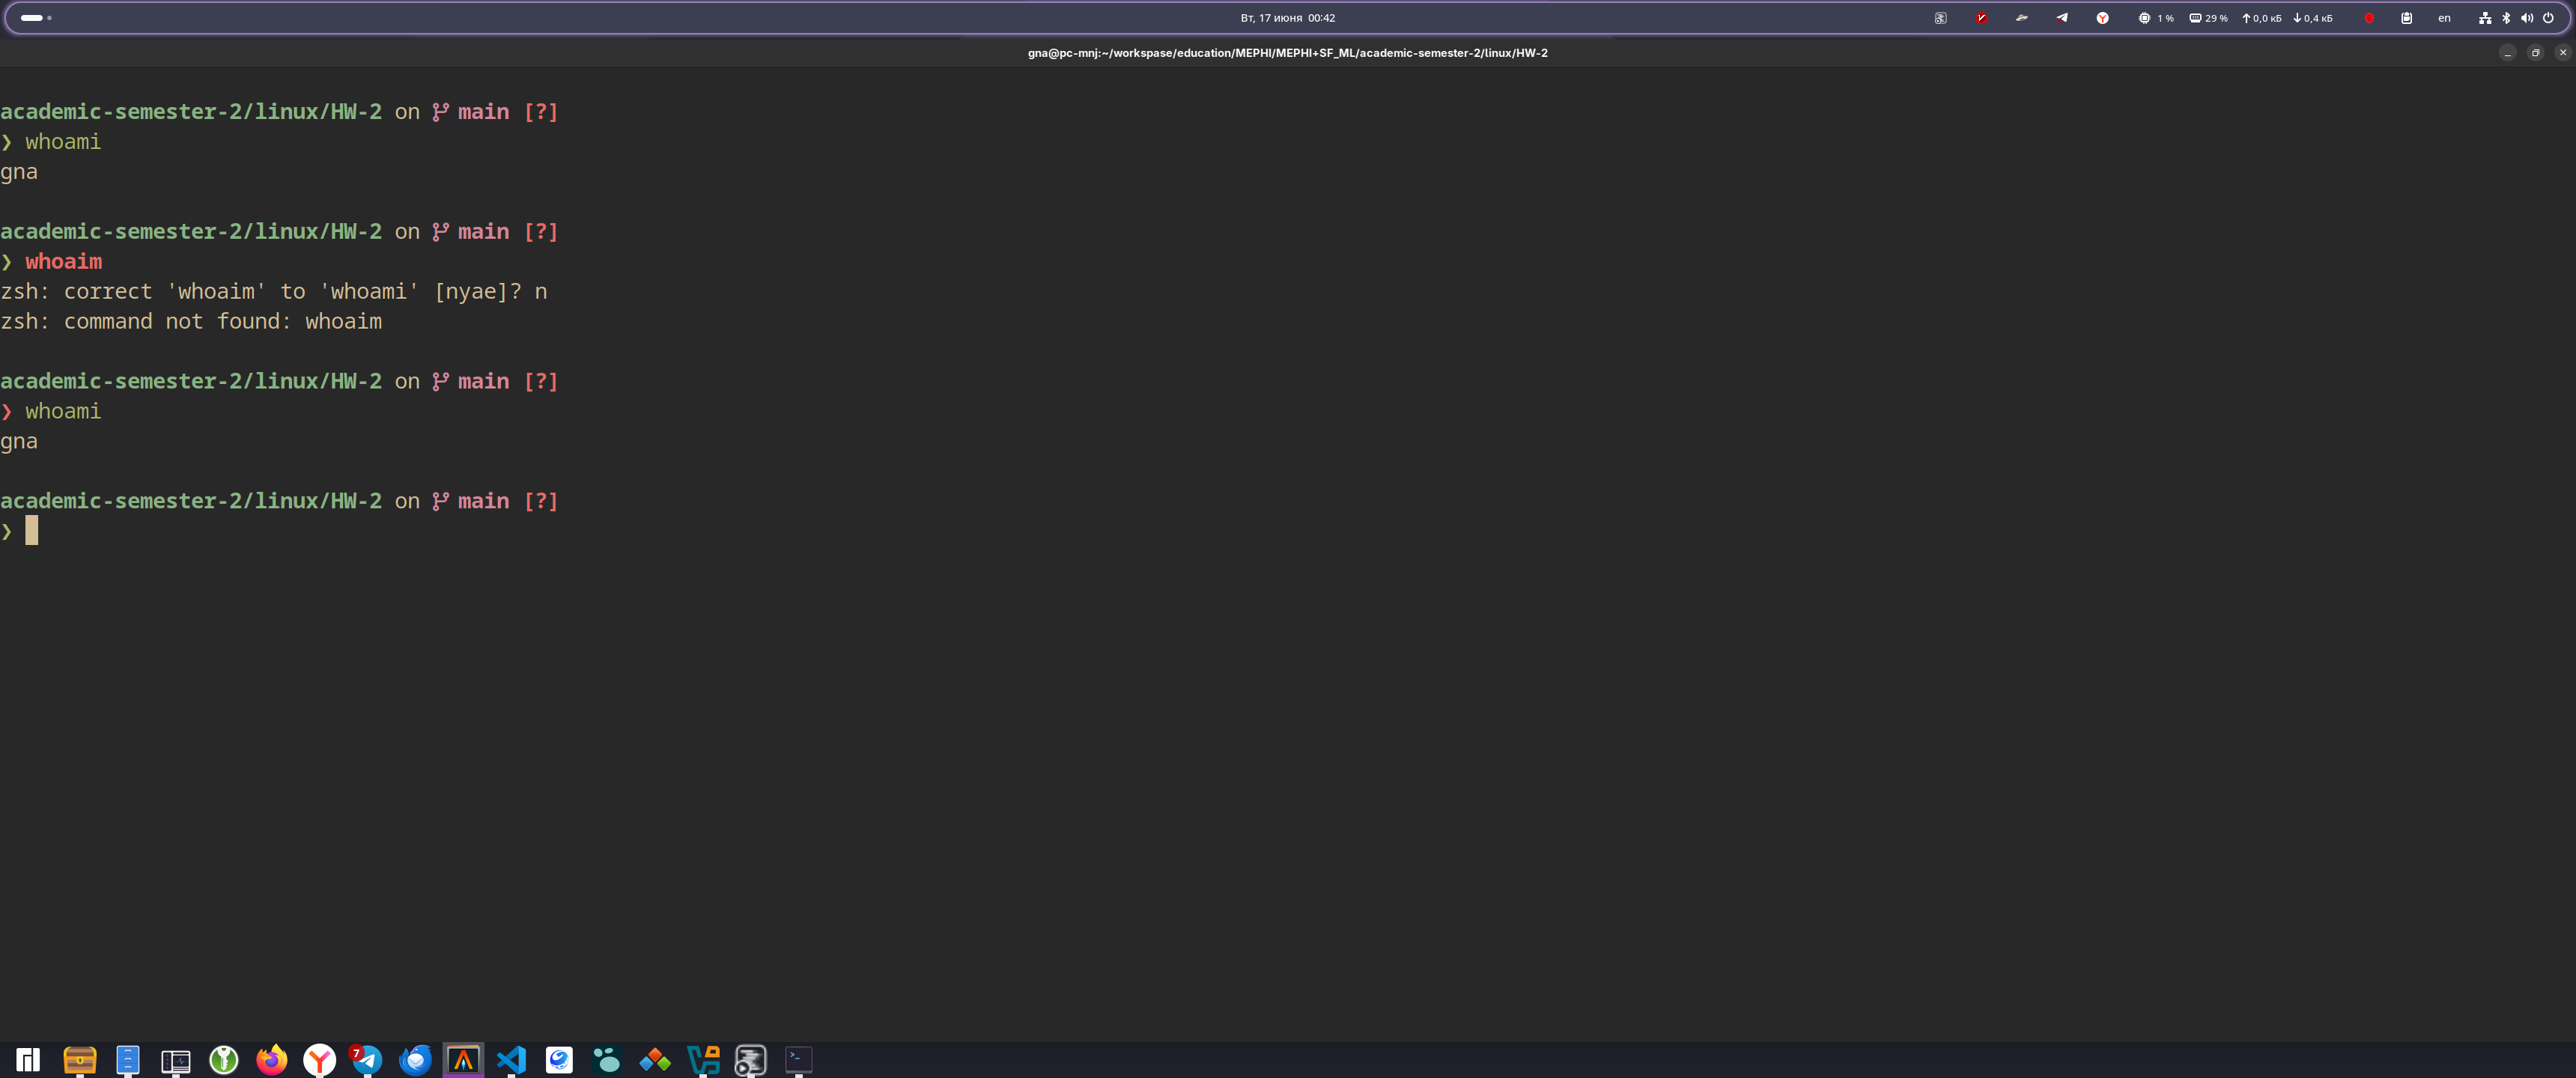 Вт, 17 июня 00:42
1 % 29 % 0,0 кБ 0,4 кБ en
gna@pc-mnj:~/workspase/education/MEPHI/MEPHI+SF_ML/academic-semester-2/linux/HW-2
academic-semester-2/linux/HW-2 on main [?]
❯ whoami
gna
academic-semester-2/linux/HW-2 on main [?]
❯ whoaim
zsh: correct 'whoaim' to 'whoami' [nyae]? n
zsh: command not found: whoaim
academic-semester-2/linux/HW-2 on main [?]
❯ whoami
gna
academic-semester-2/linux/HW-2 on main [?]
❯
7